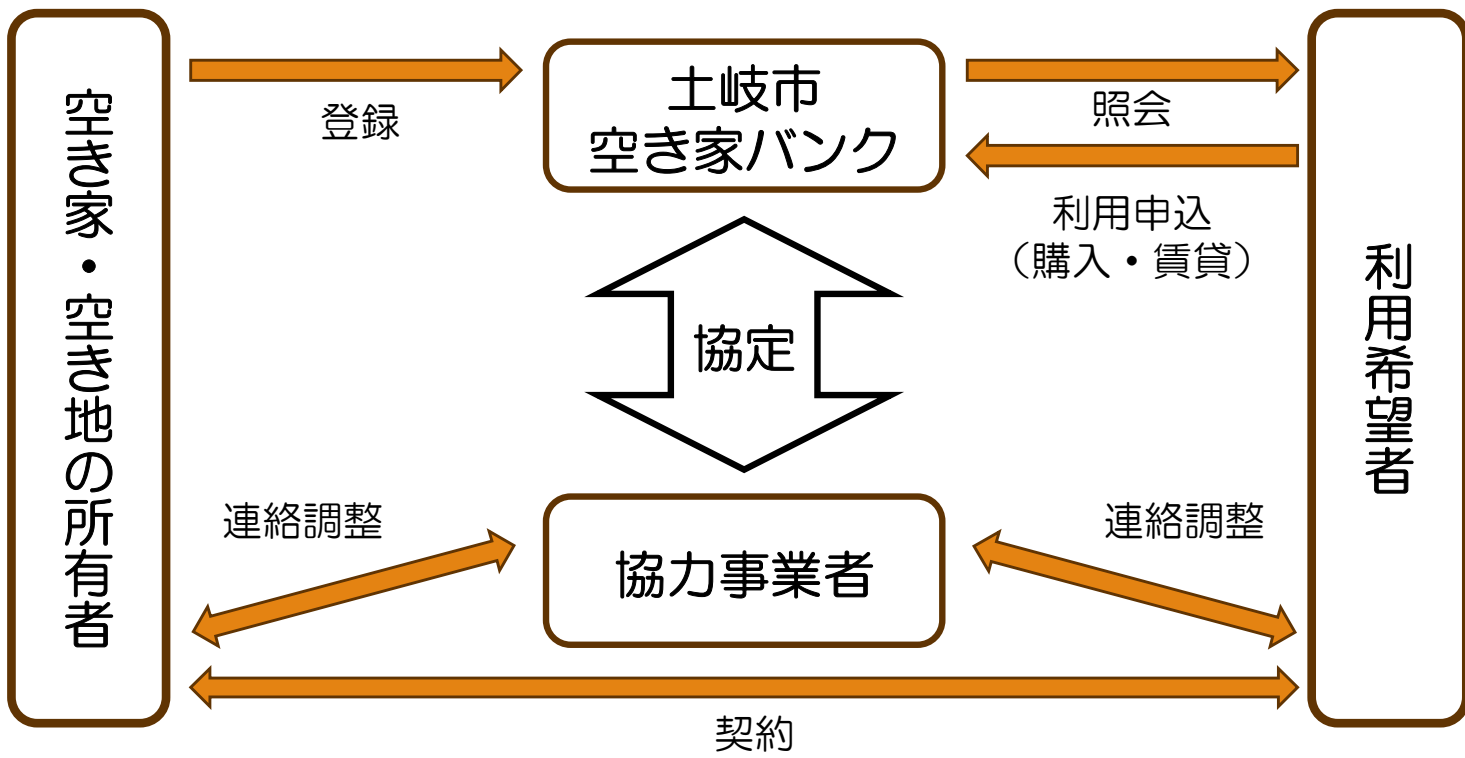 空き家・空き地の所有者
登録
土岐市
空き家バンク
照会
利用申込
（購入・賃貸）
利用希望者
協定
連絡調整
協力事業者
連絡調整
契約